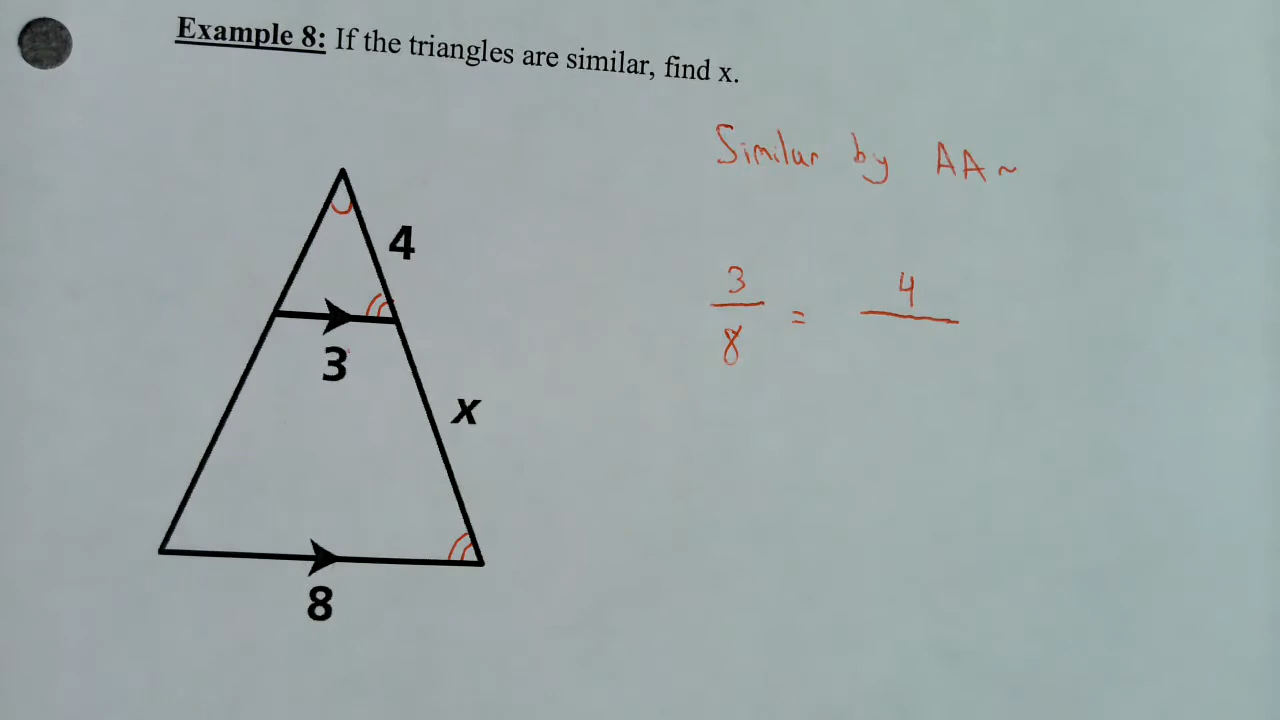 Example 8: If the triangles are similar, find x.
Similar by AA~
4
3
x
8
3/8 = 4/